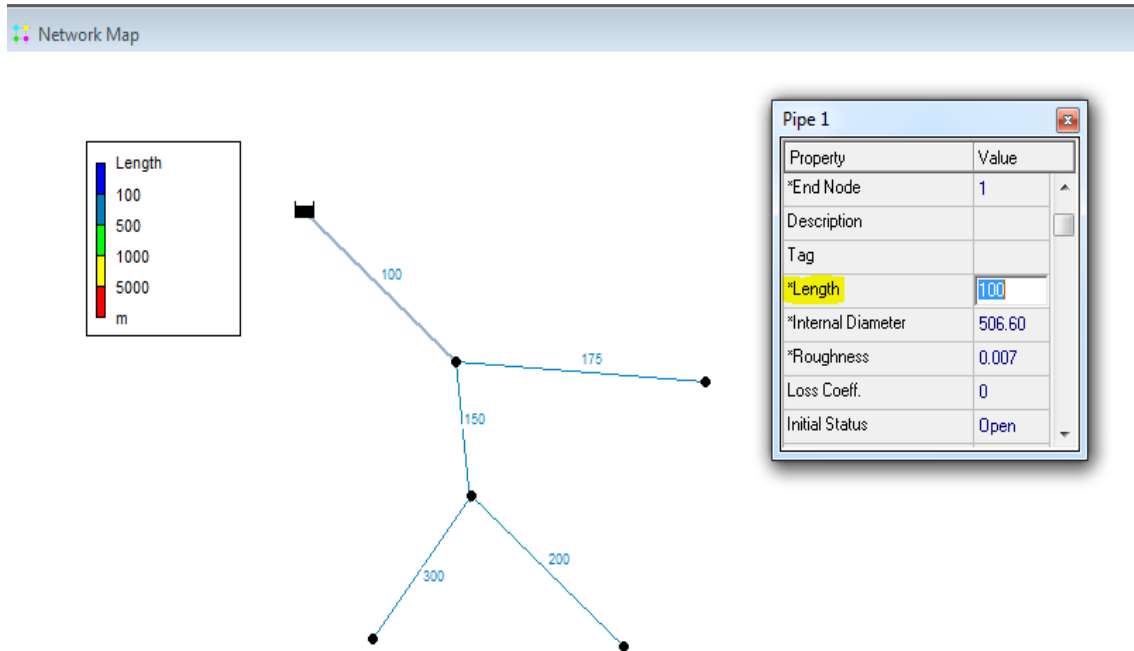 Network Map
Length
100
500
1000
5000
m
100
175
150
300
200
Pipe 1
Property Value
*End Node 1
Description
Tag
*Length 100
*Internal Diameter 506.60
*Roughness 0.007
Loss Coeff. 0
Initial Status Open